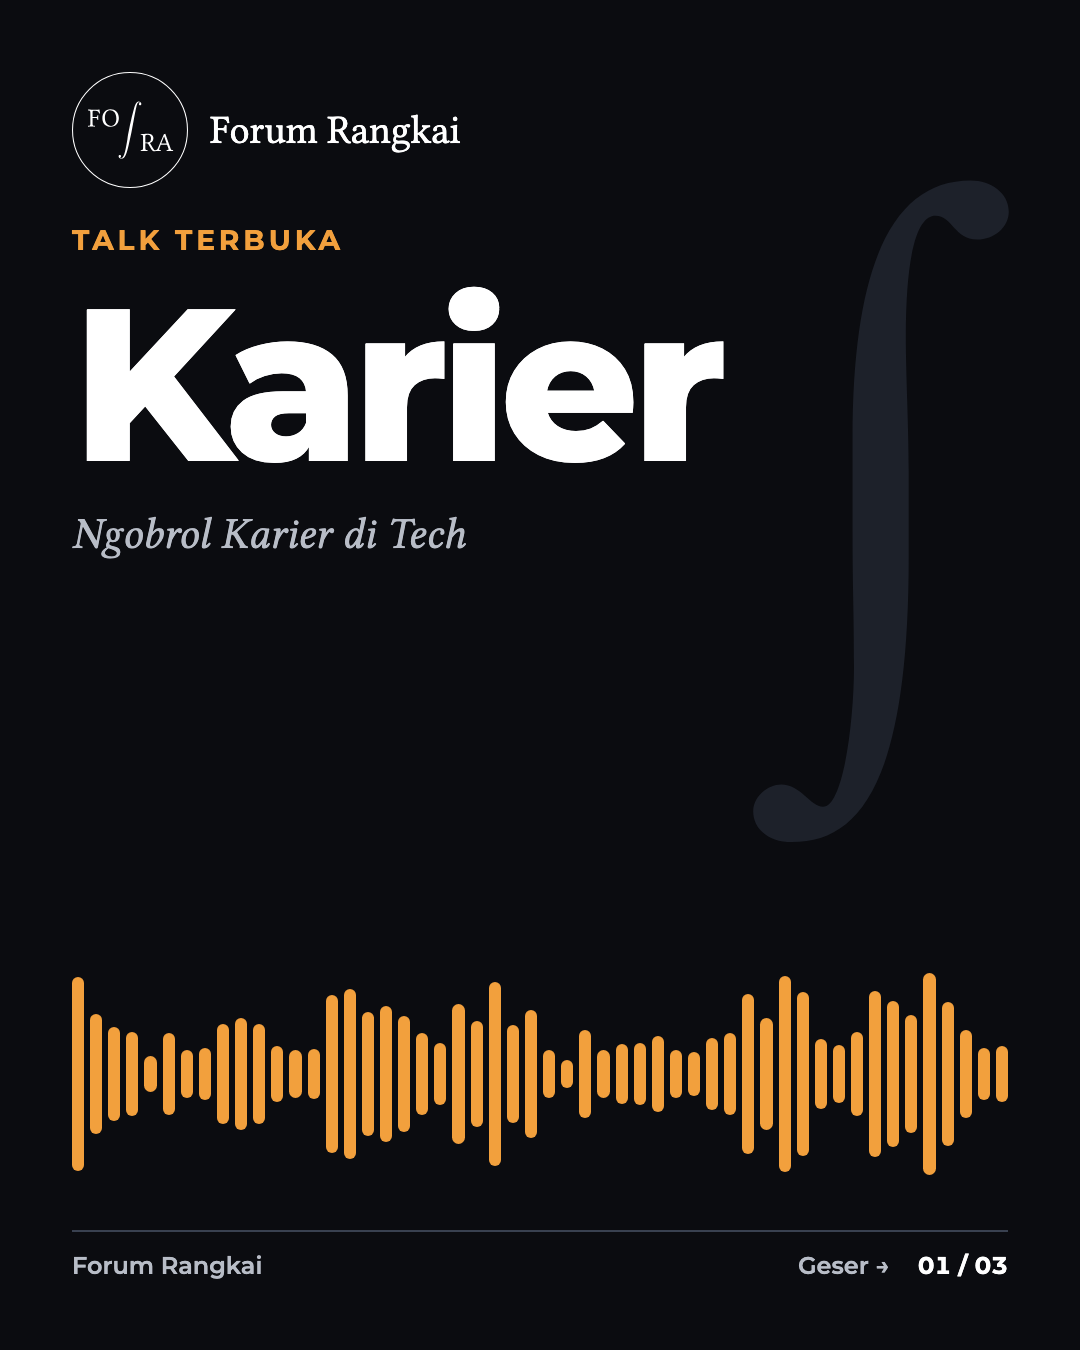 FO ∫ RA
Forum Rangkai
TALK TERBUKA
Karier
Ngobrol Karier di Tech
∫
Forum Rangkai
Geser → 01 / 03